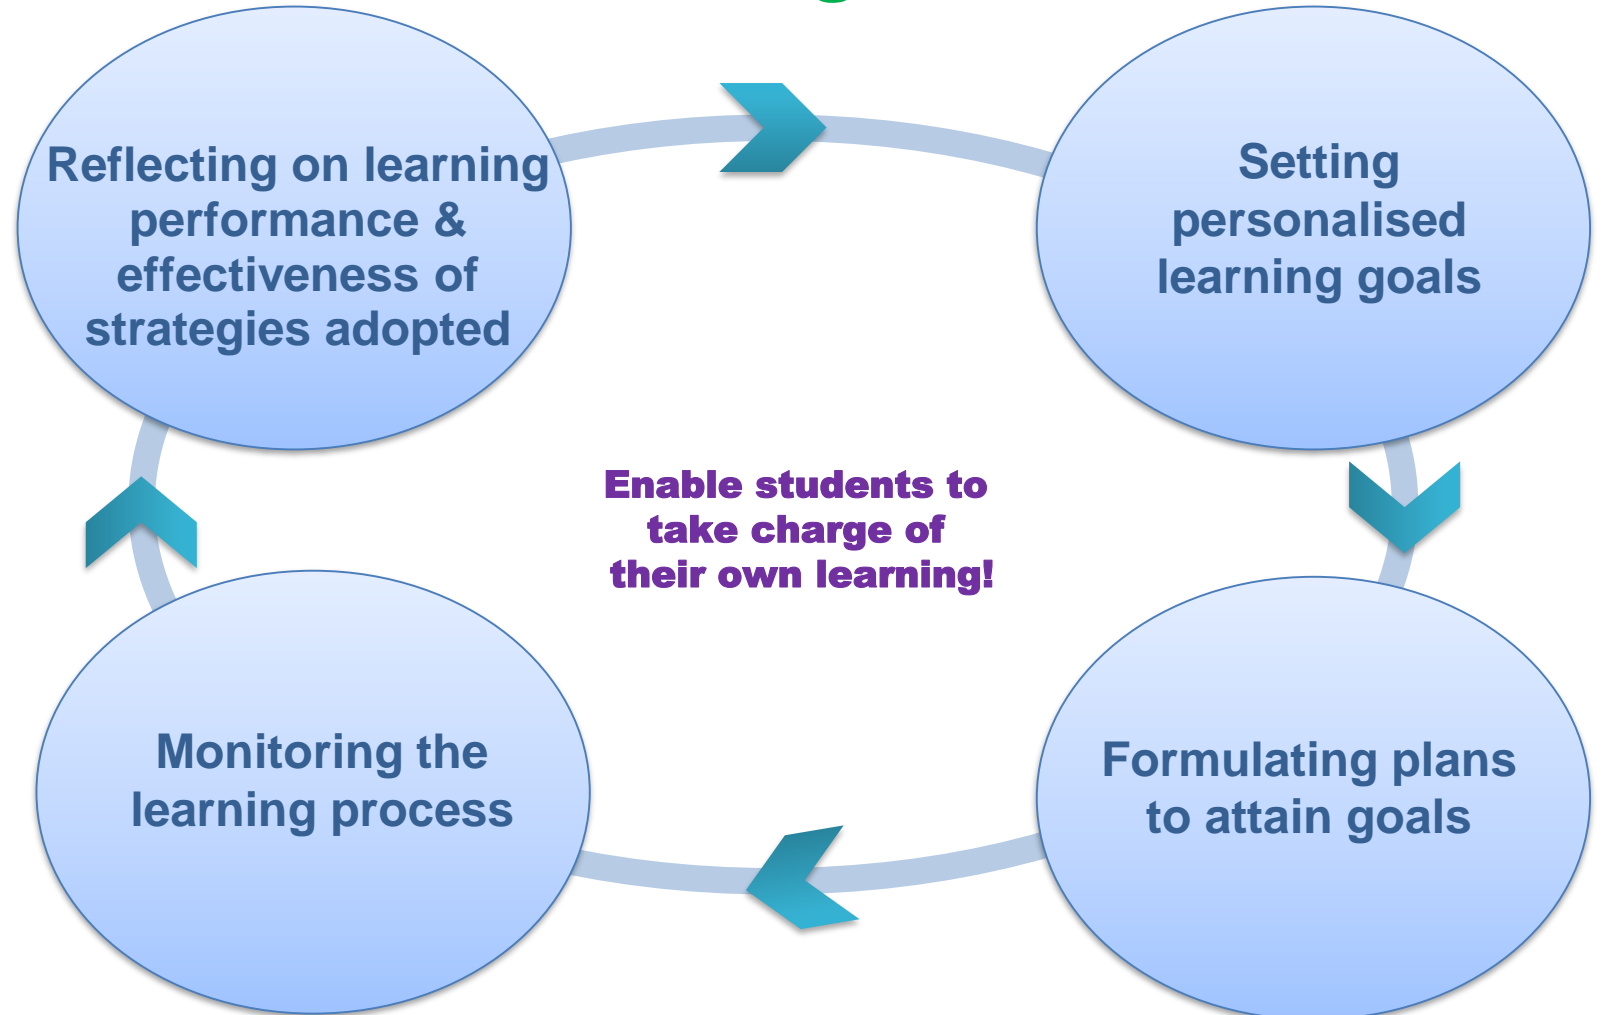 Reflecting on learning
performance &
effectiveness of
strategies adopted
Setting
personalised
learning goals
Enable students to
take charge of
their own learning!
Monitoring the
learning process
Formulating plans
to attain goals